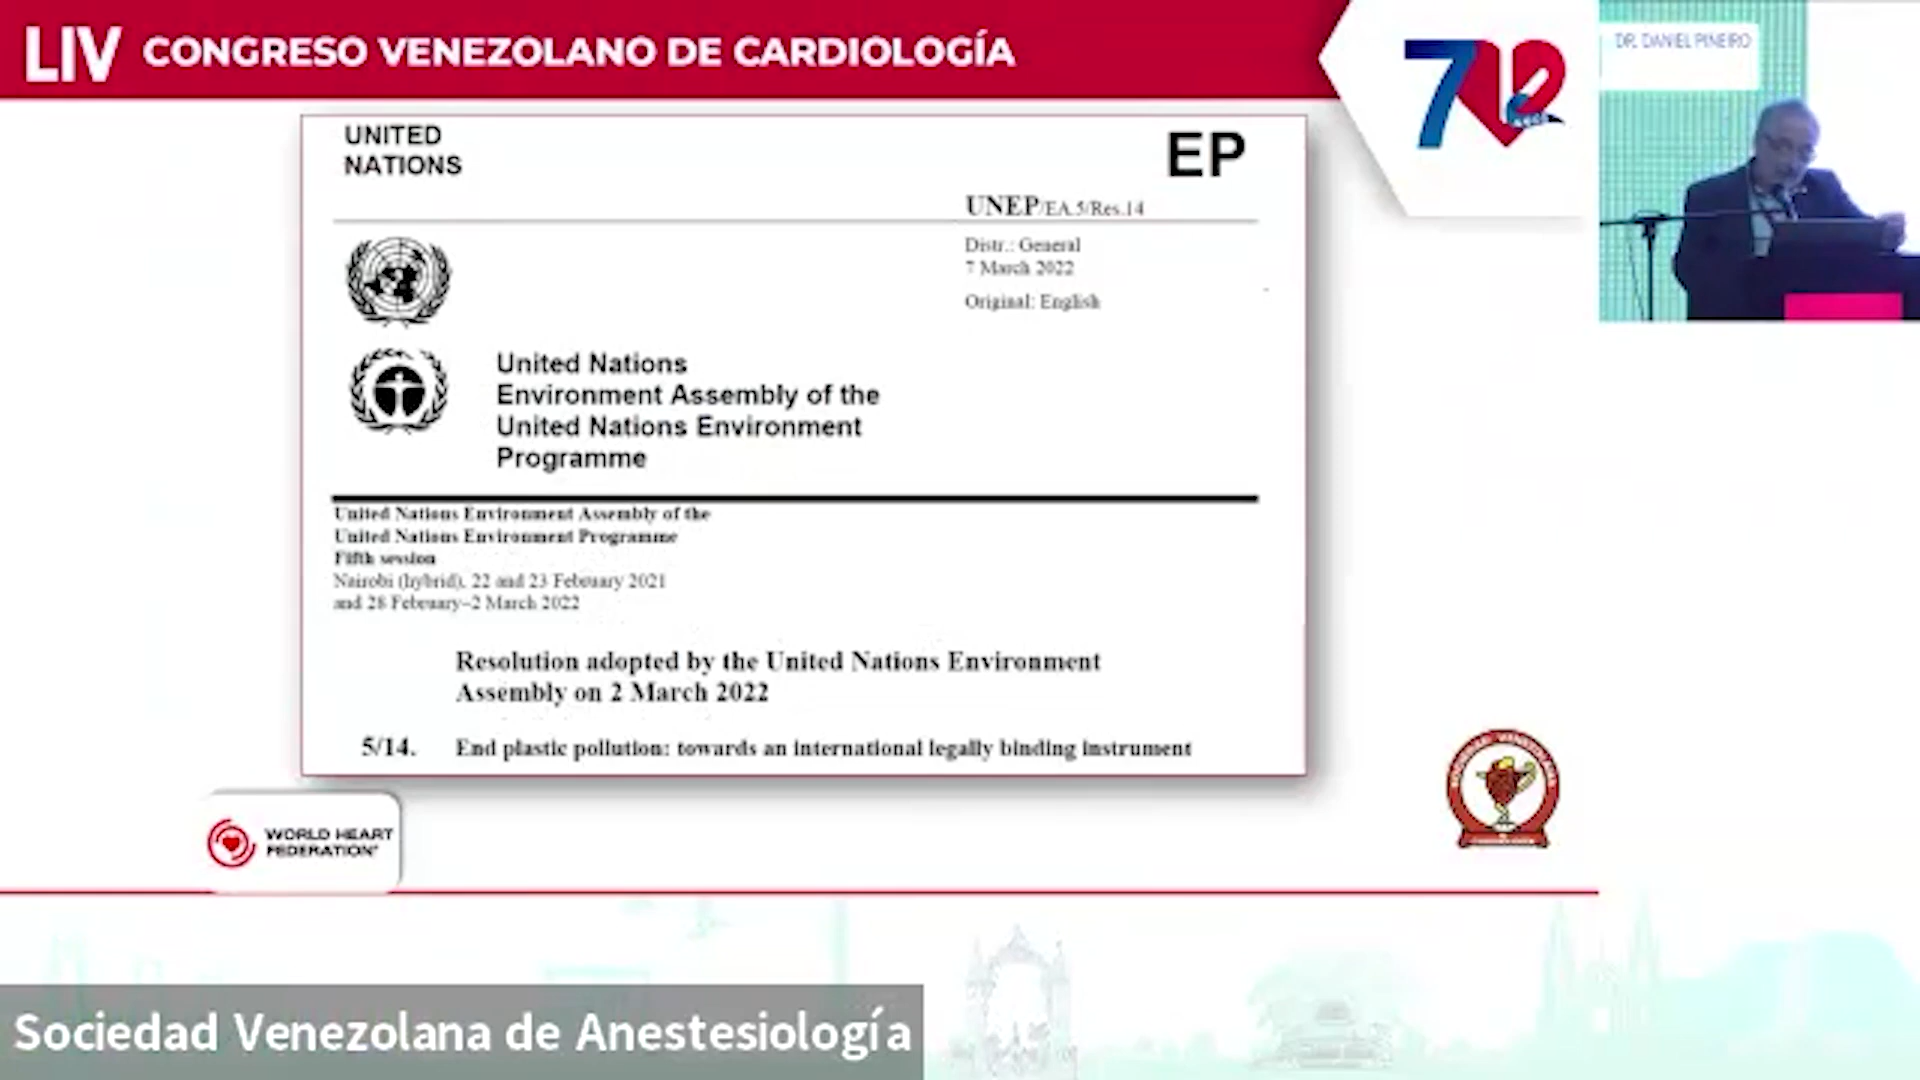 LIV CONGRESO VENEZOLANO DE CARDIOLOGÍA
DR. DANIEL PIÑEIRO
UNITED
NATIONS
EP
UNEP/EA.5/Res.14
Distr.: General
7 March 2022
Original: English
United Nations
Environment Assembly of the
United Nations Environment
Programme
United Nations Environment Assembly of the
United Nations Environment Programme
Fifth session
Nairobi (hybrid), 22 and 23 February 2021
and 28 February–2 March 2022
Resolution adopted by the United Nations Environment
Assembly on 2 March 2022
5/14. End plastic pollution: towards an international legally binding instrument
WORLD HEART
FEDERATION®
Sociedad Venezolana de Anestesiología